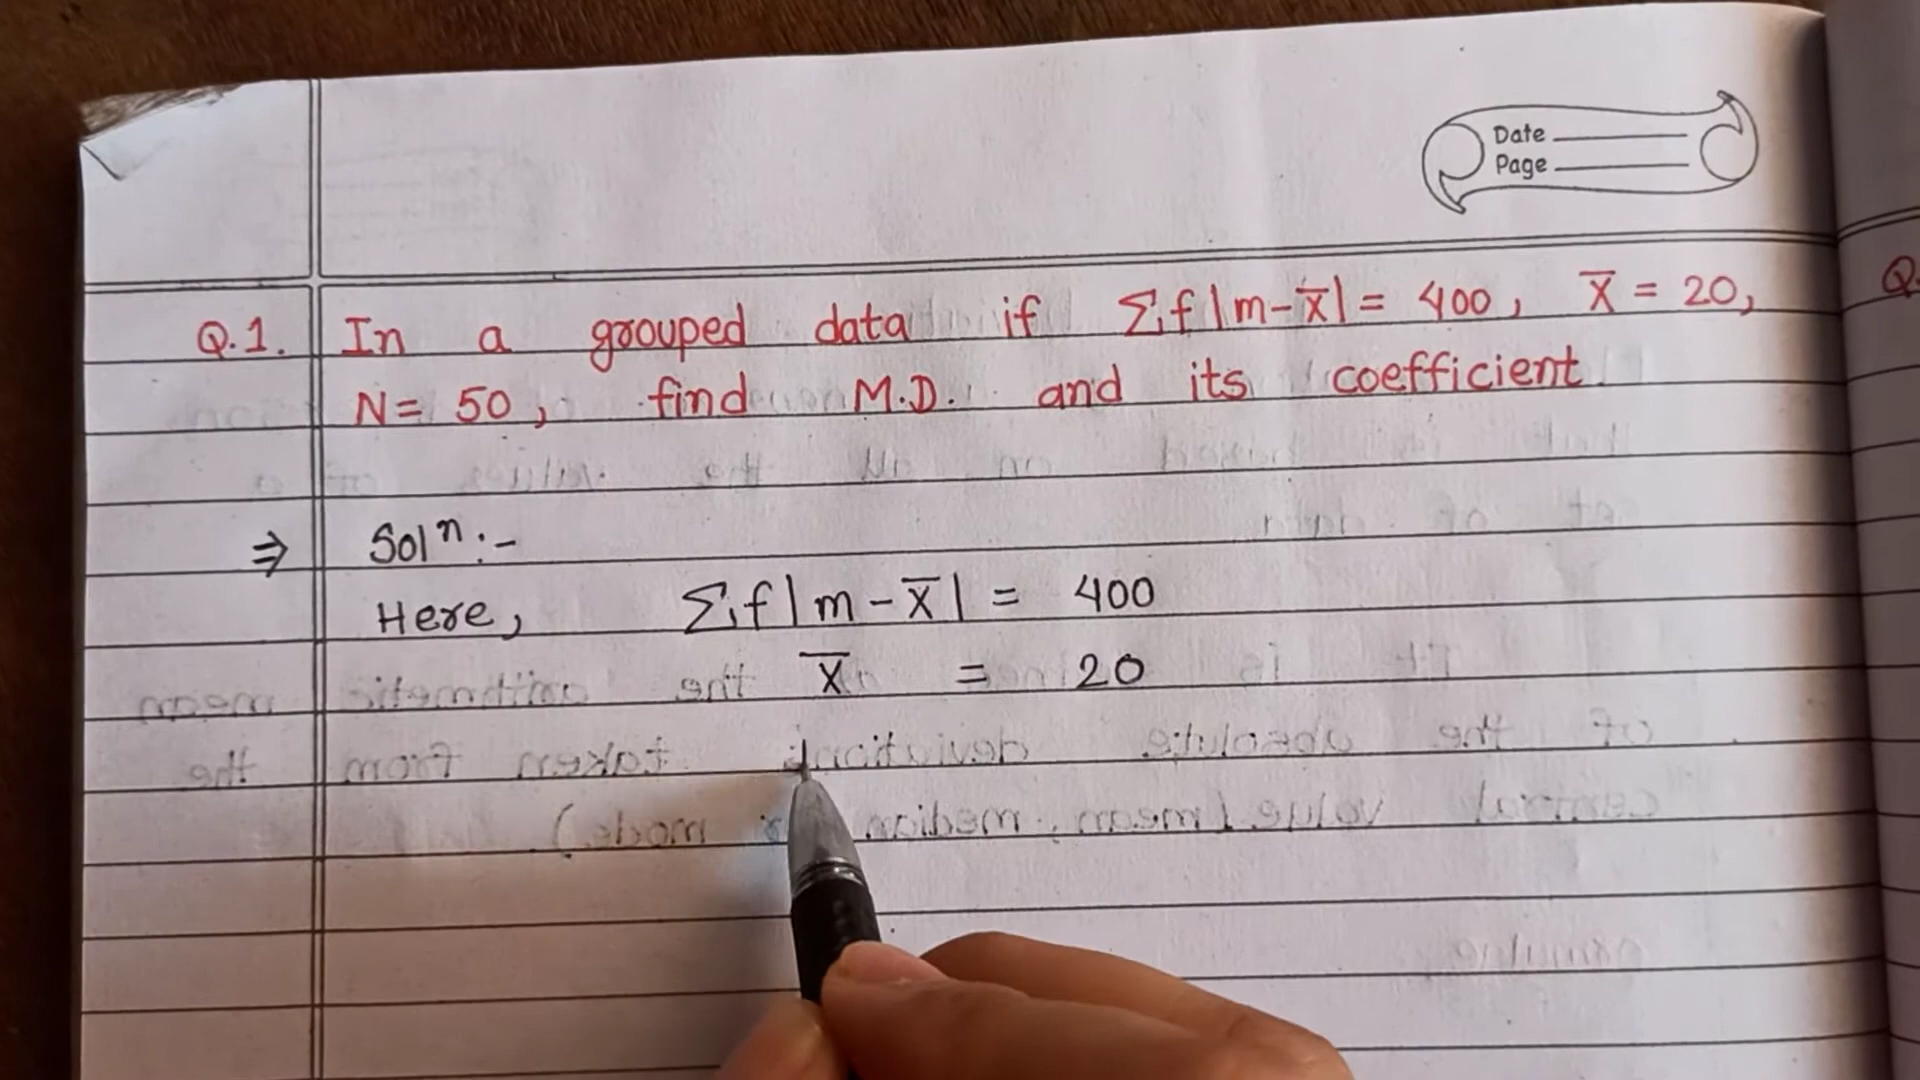 Date
Page
Q.1. In a grouped data if Σf|m-x̅| = 400, X̅ = 20,
N = 50, find M.D. and its coefficient
⇒ Solⁿ:-
Here, Σf|m-x̅| = 400
X̅ = 20
Q.